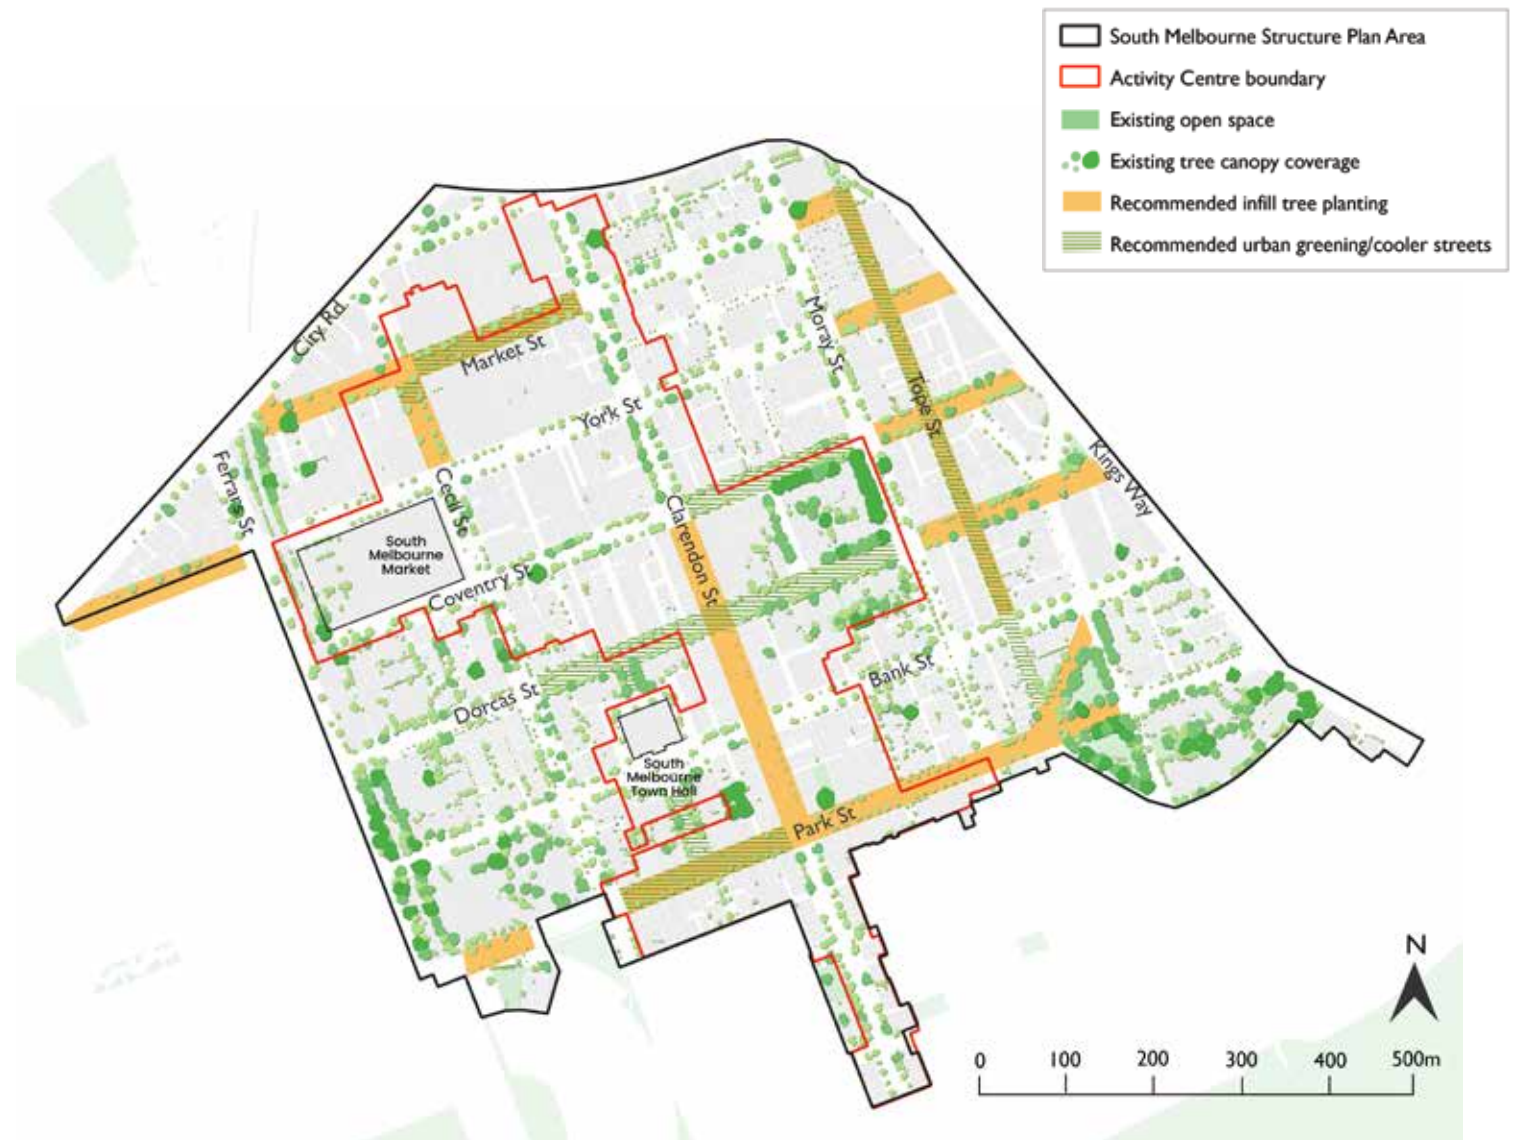 South Melbourne Structure Plan Area
Activity Centre boundary
Existing open space
Existing tree canopy coverage
Recommended infill tree planting
Recommended urban greening/cooler streets
City Rd.
Market St
Moray St
York St
Tope St
Ferrars St
Cecil St
Kings Way
Clarendon St
South
Melbourne
Market
Coventry St
Bank St
Dorcas St
South
Melbourne
Town Hall
Park St
N
0 100 200 300 400 500m